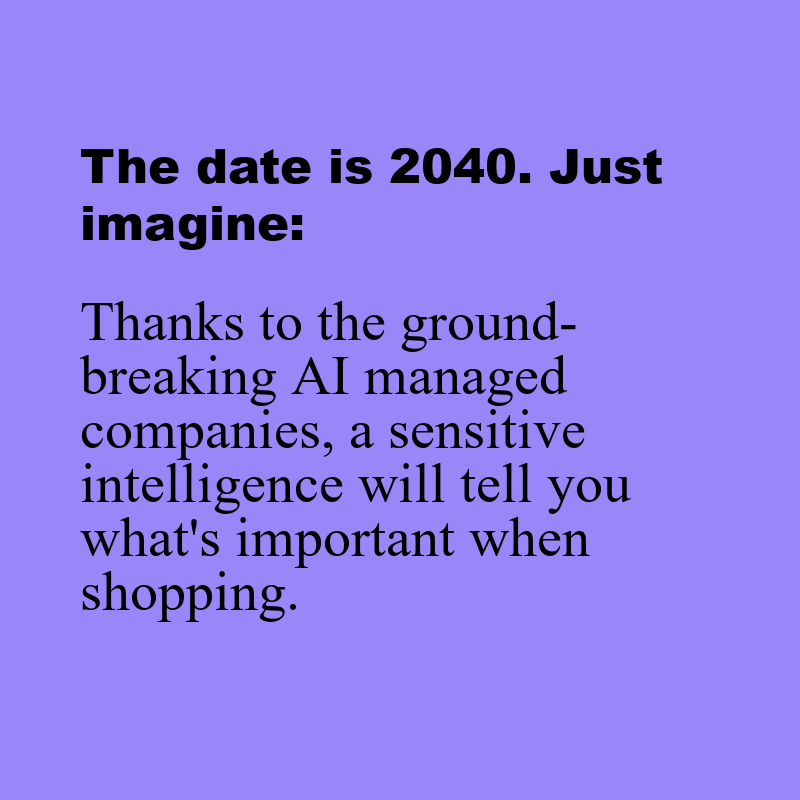 The date is 2040. Just
imagine:
Thanks to the ground-
breaking AI managed
companies, a sensitive
intelligence will tell you
what's important when
shopping.